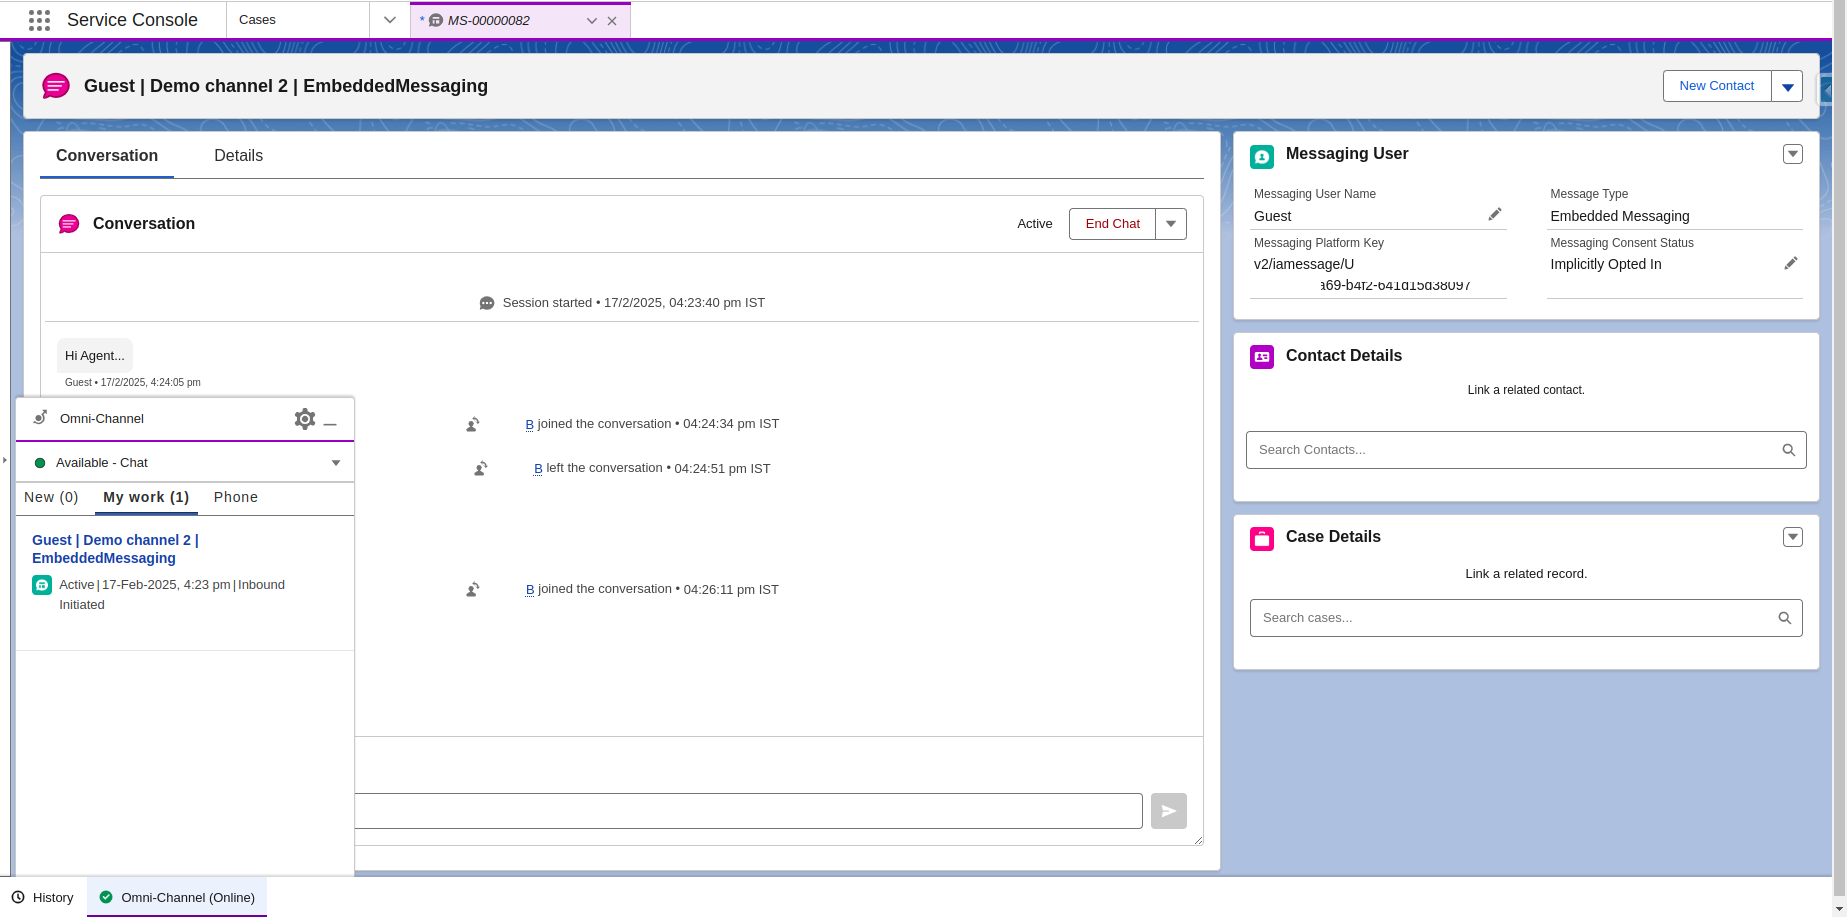 Service Console
Cases
* MS-00000082
Guest | Demo channel 2 | EmbeddedMessaging
New Contact
Conversation Details
Conversation
Active
End Chat
Session started • 17/2/2025, 04:23:40 pm IST
Hi Agent...
Guest • 17/2/2025, 4:24:05 pm
B joined the conversation • 04:24:34 pm IST
B left the conversation • 04:24:51 pm IST
B joined the conversation • 04:26:11 pm IST
Omni-Channel
Available - Chat
New (0) My work (1) Phone
Guest | Demo channel 2 |
EmbeddedMessaging
Active|17-Feb-2025, 4:23 pm|Inbound
Initiated
Messaging User
Messaging User Name
Guest
Message Type
Embedded Messaging
Messaging Platform Key
v2/iamessage/U
a69-b4f2-641d15d38097
Messaging Consent Status
Implicitly Opted In
Contact Details
Link a related contact.
Search Contacts...
Case Details
Link a related record.
Search cases...
History
Omni-Channel (Online)